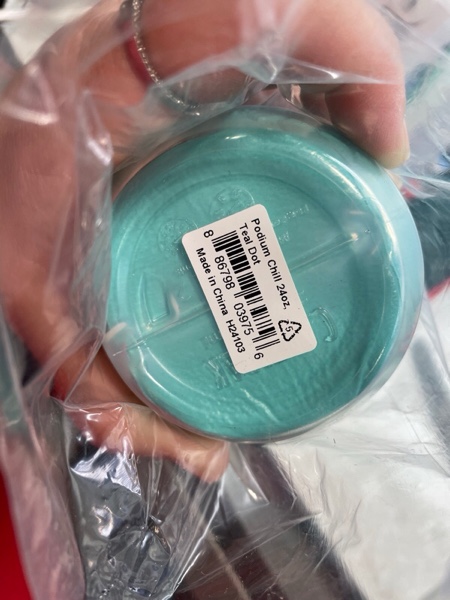 Podium Chill 24oz.
Teal Dot
8 86798 03975 6
Made in China H24103
5